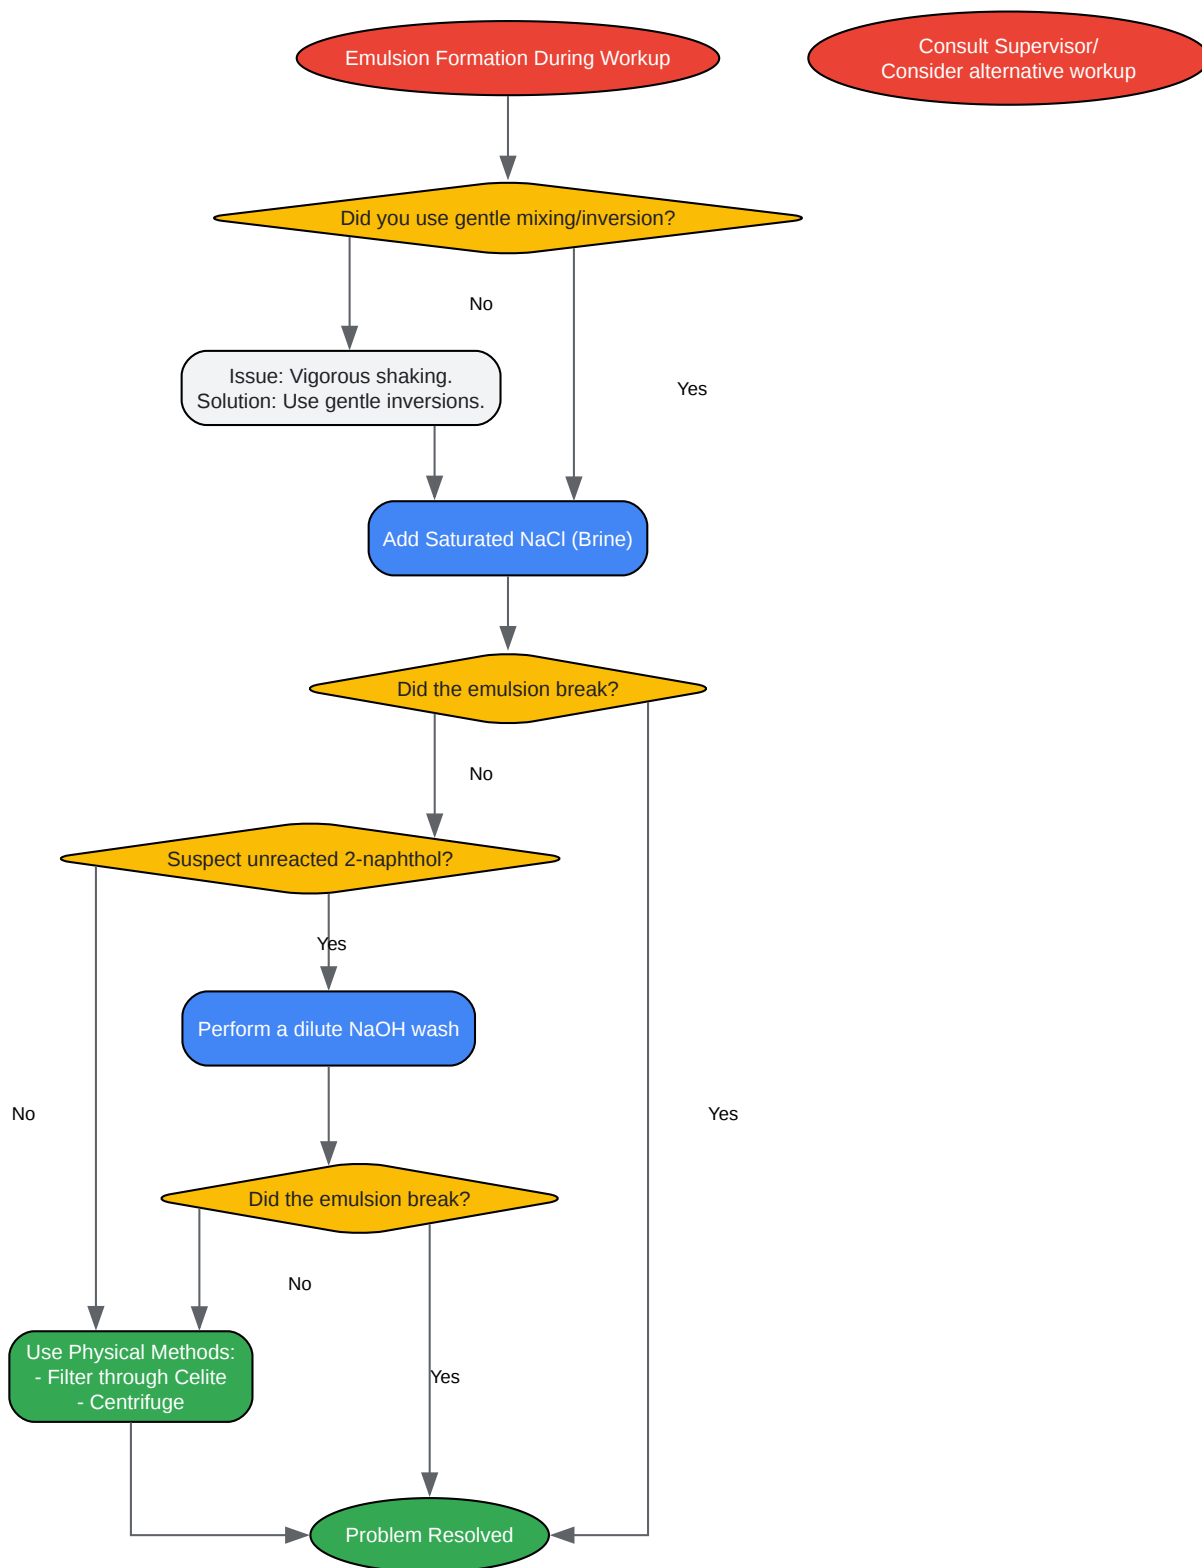 Emulsion Formation During Workup
Consult Supervisor/
Consider alternative workup
Did you use gentle mixing/inversion?
No
Issue: Vigorous shaking.
Solution: Use gentle inversions.
Yes
Add Saturated NaCl (Brine)
Did the emulsion break?
No
Suspect unreacted 2-naphthol?
Yes
Perform a dilute NaOH wash
No
Yes
Did the emulsion break?
No
Use Physical Methods:
- Filter through Celite
- Centrifuge
Yes
Problem Resolved